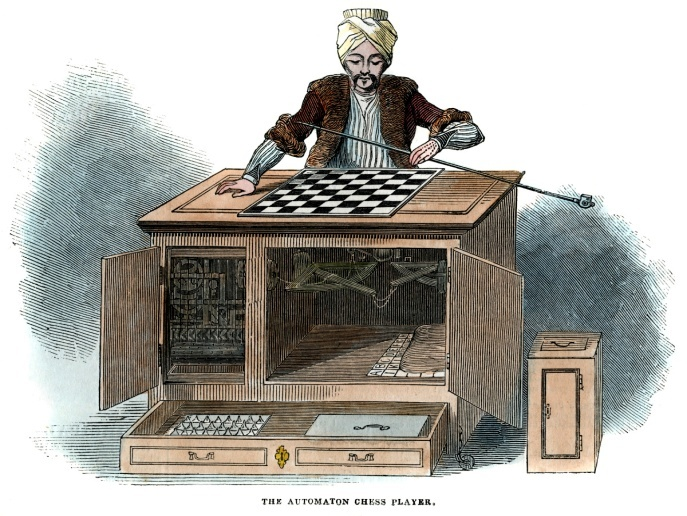 THE AUTOMATON CHESS PLAYER.